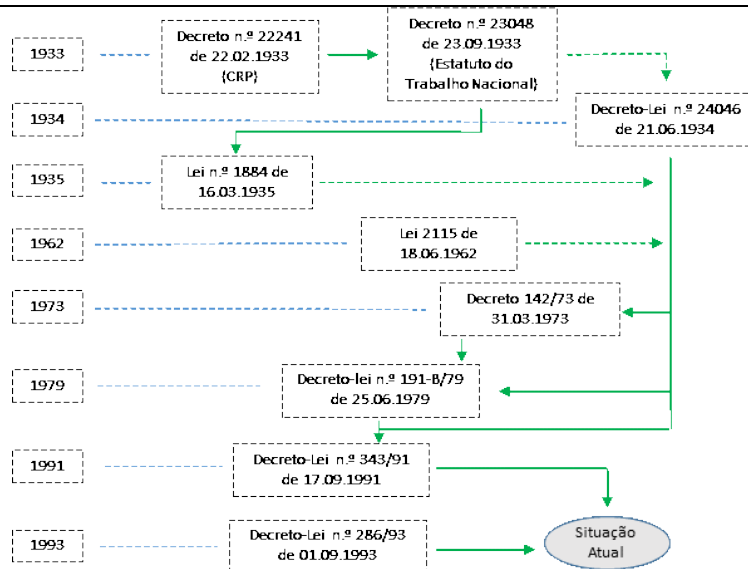 1933
Decreto n.º 22241
de 22.02.1933
(CRP)
Decreto n.º 23048
de 23.09.1933
(Estatuto do
Trabalho Nacional)
1934
Decreto-Lei n.º 24046
de 21.06.1934
1935
Lei n.º 1884 de
16.03.1935
1962
Lei 2115 de
18.06.1962
1973
Decreto 142/73 de
31.03.1973
1979
Decreto-lei n.º 191-B/79
de 25.06.1979
1991
Decreto-Lei n.º 343/91
de 17.09.1991
1993
Decreto-Lei n.º 286/93
de 01.09.1993
Situação
Atual